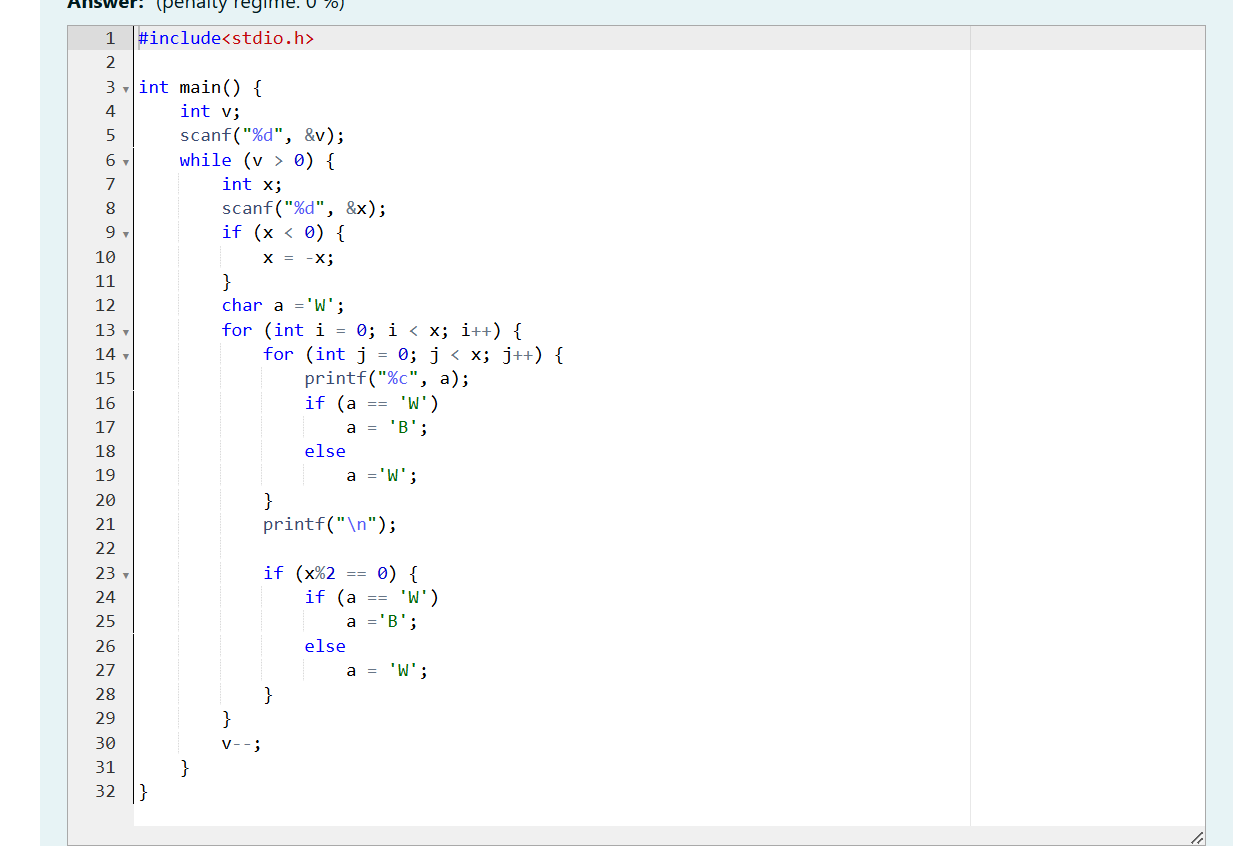 Answer: (penalty regime: 0 %)
1 #include<stdio.h>
2
3 int main() {
4     int v;
5     scanf("%d", &v);
6     while (v > 0) {
7         int x;
8         scanf("%d", &x);
9         if (x < 0) {
10             x = -x;
11         }
12         char a ='W';
13         for (int i = 0; i < x; i++) {
14             for (int j = 0; j < x; j++) {
15                 printf("%c", a);
16                 if (a == 'W')
17                     a = 'B';
18                 else
19                     a ='W';
20             }
21             printf("\n");
22
23             if (x%2 == 0) {
24                 if (a == 'W')
25                     a ='B';
26                 else
27                     a = 'W';
28             }
29         }
30         v--;
31     }
32 }